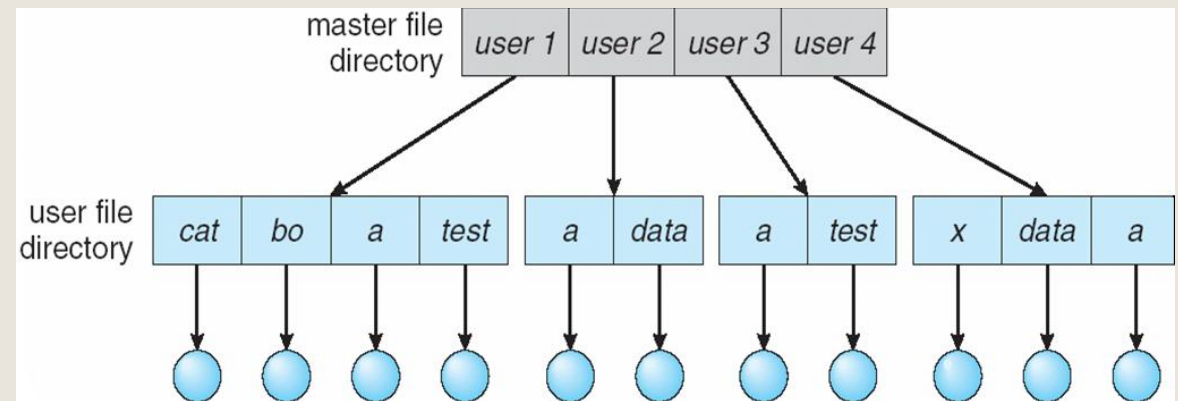 master file directory
user 1 user 2 user 3 user 4
user file directory
cat bo a test a data a test x data a